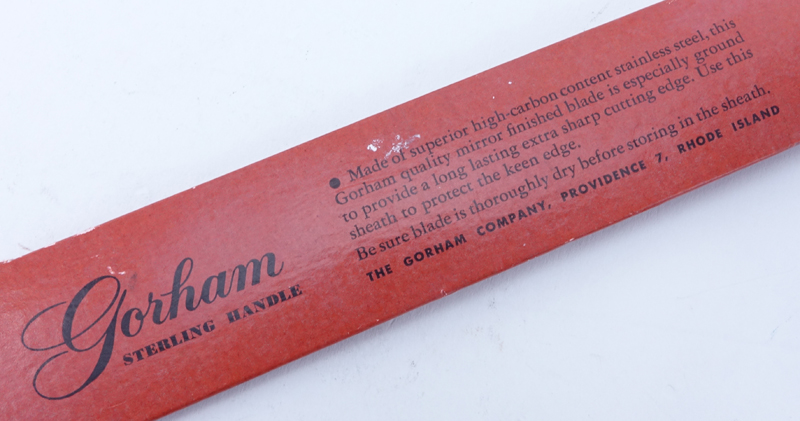 Gorham
STERLING HANDLE
● Made of superior high-carbon content stainless steel, this
Gorham quality mirror finished blade is especially ground
to provide a long lasting extra sharp cutting edge. Use this
sheath to protect the keen edge.
Be sure blade is thoroughly dry before storing in the sheath.
THE GORHAM COMPANY, PROVIDENCE 7, RHODE ISLAND